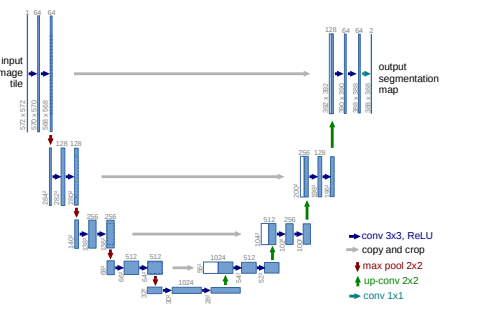 1 64 64
128 64 64 2
input
mage
tile
output
segmentation
map
572 x 572
570 x 570
568 x 568
392 x 392
390 x 390
388 x 388
388 x 388
128 128
256 128
284²
282²
280²
200²
198²
196²
256 256
512 256
140²
138²
136²
104²
102²
100²
512 512
1024 512
68²
66²
64²
56²
54²
52²
1024
32²
30²
28²
conv 3x3, ReLU
copy and crop
max pool 2x2
up-conv 2x2
conv 1x1